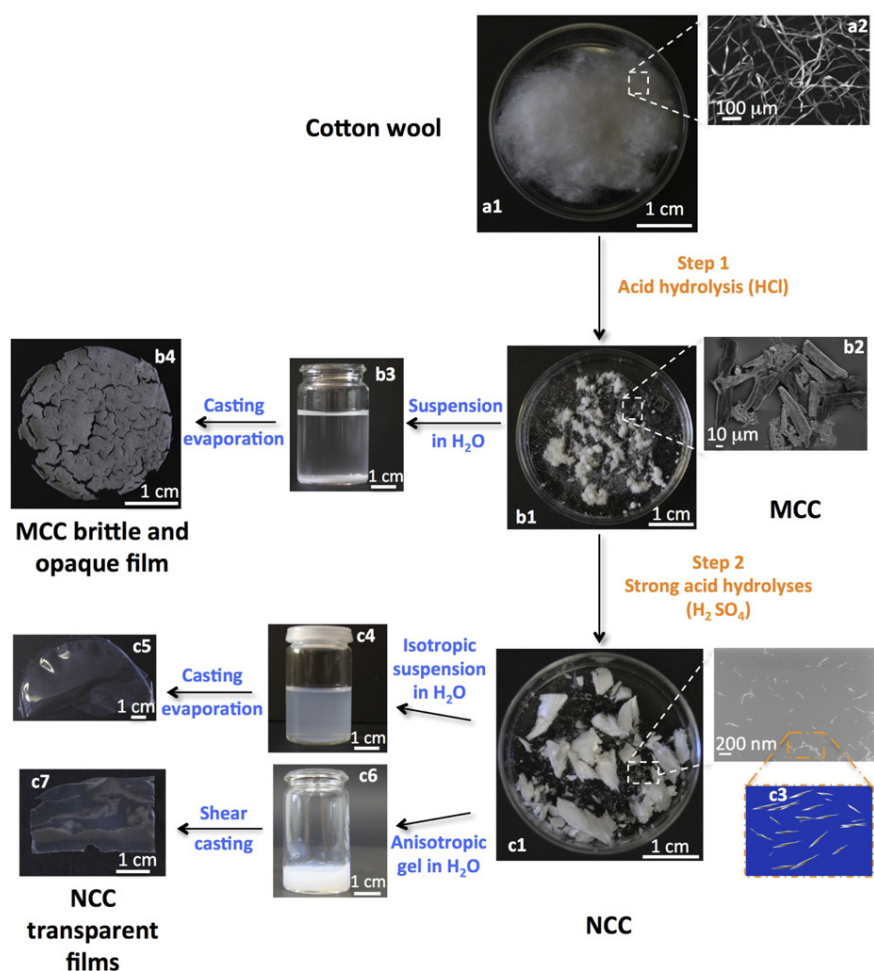 a2
100 μm
Cotton wool
a1
1 cm
Step 1
Acid hydrolysis (HCl)
b4
1 cm
Casting
evaporation
b3
1 cm
Suspension
in H₂O
b1
1 cm
b2
10 μm
MCC brittle and
opaque film
MCC
Step 2
Strong acid hydrolyses
(H₂ SO₄)
c5
1 cm
Casting
evaporation
c4
1 cm
Isotropic
suspension
in H₂O
200 nm
c7
1 cm
Shear
casting
c6
1 cm
Anisotropic
gel in H₂O
c1
1 cm
c3
NCC
transparent
films
NCC